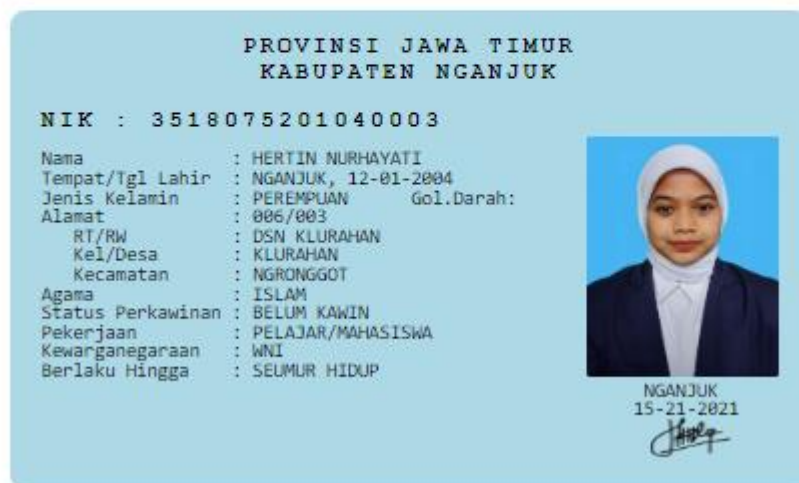 PROVINSI JAWA TIMUR
KABUPATEN NGANJUK
NIK : 3518075201040003
Nama : HERTIN NURHAYATI
Tempat/Tgl Lahir : NGANJUK, 12-01-2004
Jenis Kelamin : PEREMPUAN Gol.Darah:
Alamat : 006/003
RT/RW : DSN KLURAHAN
Kel/Desa : KLURAHAN
Kecamatan : NGRONGGOT
Agama : ISLAM
Status Perkawinan : BELUM KAWIN
Pekerjaan : PELAJAR/MAHASISWA
Kewarganegaraan : WNI
Berlaku Hingga : SEUMUR HIDUP
NGANJUK
15-21-2021